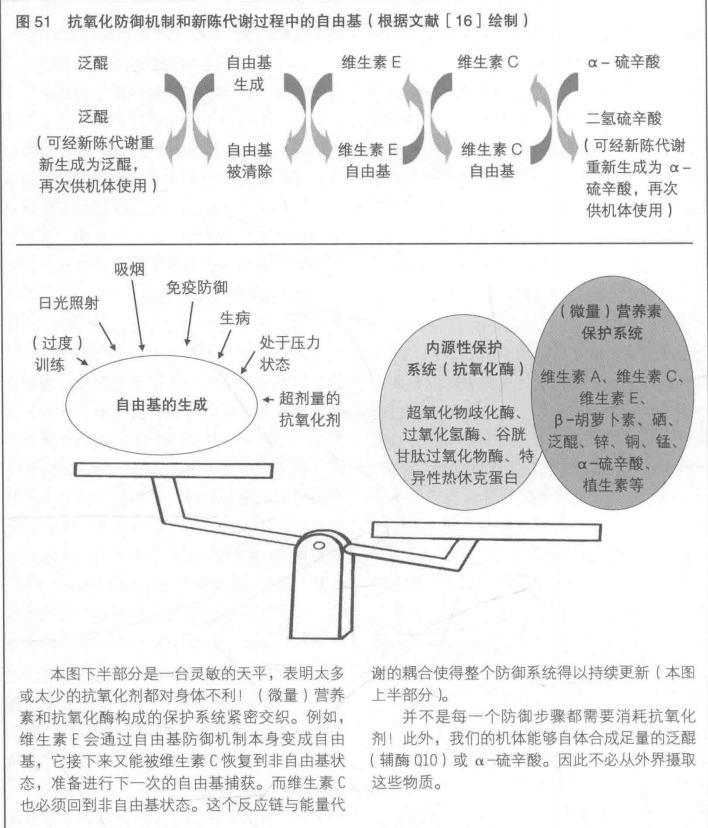 图 51 抗氧化防御机制和新陈代谢过程中的自由基（根据文献［16］绘制）
泛醌
自由基
生成
维生素 E
维生素 C
α- 硫辛酸
泛醌
（可经新陈代谢重
新生成为泛醌，
再次供机体使用）
自由基
被清除
维生素 E
自由基
维生素 C
自由基
二氢硫辛酸
（可经新陈代谢
重新生成为 α-
硫辛酸，再次
供机体使用）
吸烟
日光照射
免疫防御
（过度）
训练
生病
处于压力
状态
自由基的生成
超剂量的
抗氧化剂
内源性保护
系统（抗氧化酶）
超氧化物歧化酶、
过氧化氢酶、谷胱
甘肽过氧化物酶、特
异性热休克蛋白
（微量）营养素
保护系统
维生素 A、维生素 C、
维生素 E、
β-胡萝卜素、硒、
泛醌、锌、铜、锰、
α-硫辛酸、
植生素等
本图下半部分是一台灵敏的天平，表明太多
或太少的抗氧化剂都对身体不利！（微量）营养
素和抗氧化酶构成的保护系统紧密交织。例如，
维生素 E 会通过自由基防御机制本身变成自由
基，它接下来又能被维生素 C 恢复到非自由基状
态，准备进行下一次的自由基捕获。而维生素 C
也必须回到非自由基状态。这个反应链与能量代
谢的耦合使得整个防御系统得以持续更新（本图
上半部分）。
并不是每一个防御步骤都需要消耗抗氧化
剂！此外，我们的机体能够自体合成足量的泛醌
（辅酶 Q10）或 α-硫辛酸。因此不必从外界摄取
这些物质。